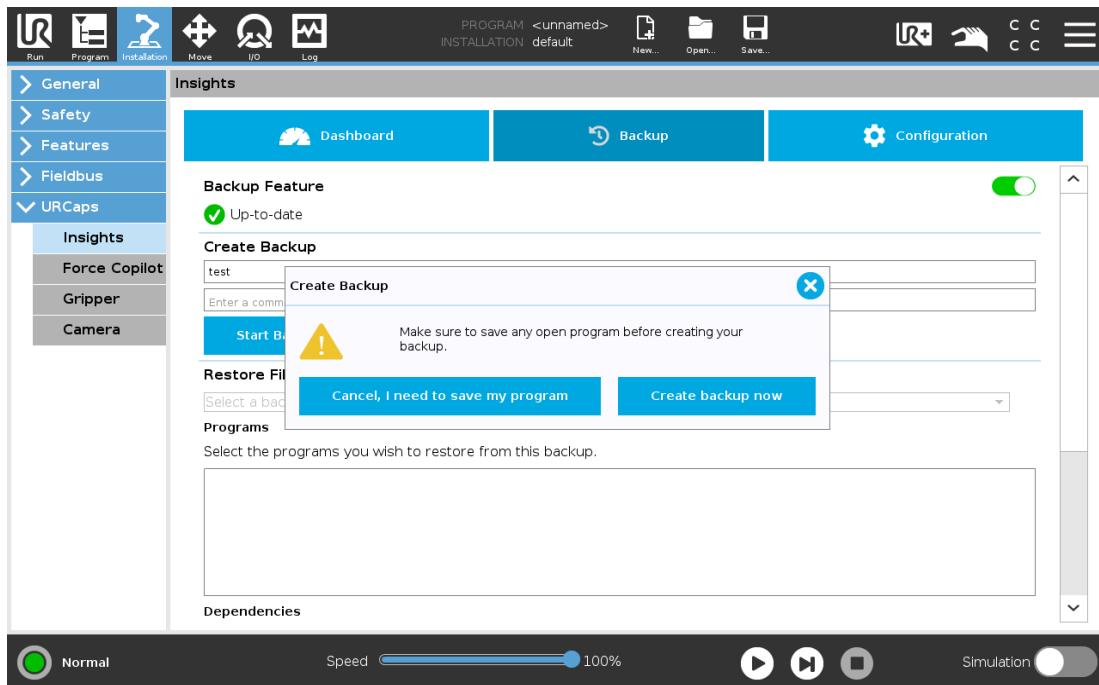 PROGRAM <unnamed>
INSTALLATION default
Run Program Installation Move I/O Log New... Open... Save...
UR+
C C
C C
General
Safety
Features
Fieldbus
URCaps
Insights
Force Copilot
Gripper
Camera
Insights
Dashboard Backup Configuration
Backup Feature
Up-to-date
Create Backup
test
Enter a comm
Start Ba
Create Backup
Make sure to save any open program before creating your
backup.
Cancel, I need to save my program Create backup now
Restore Fil
Select a bac
Programs
Select the programs you wish to restore from this backup.
Dependencies
Normal Speed 100% Simulation